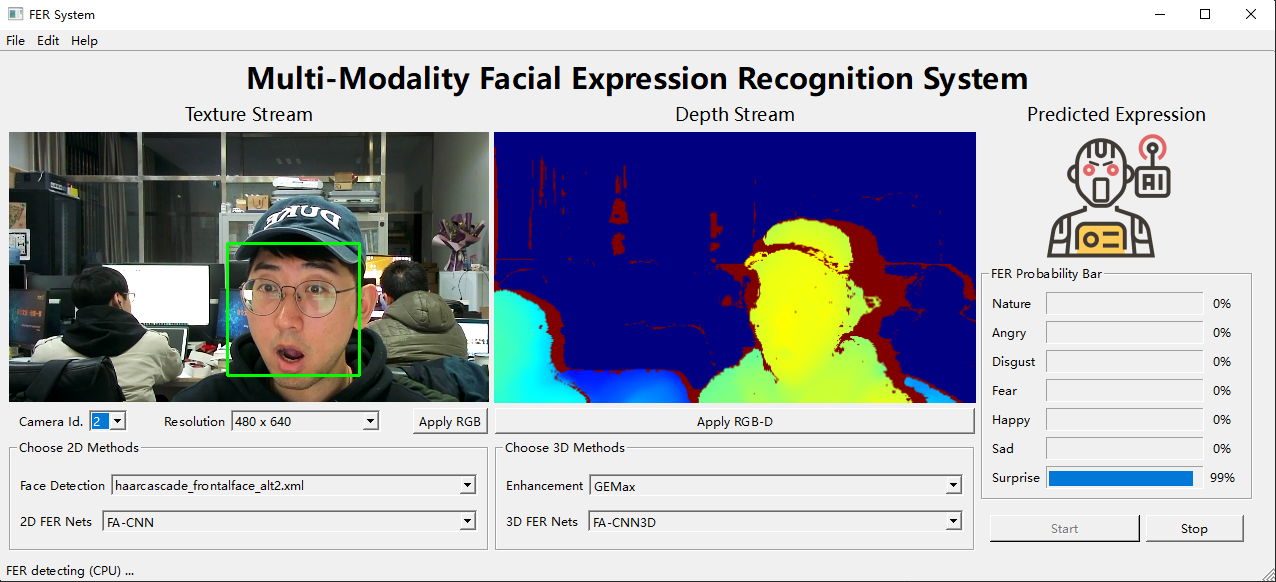 FER System
File Edit Help
Multi-Modality Facial Expression Recognition System
Texture Stream
Depth Stream
Predicted Expression
DUKE
AI
Camera Id. 2 Resolution 480 x 640 Apply RGB
Apply RGB-D
Choose 2D Methods
Face Detection haarcascade_frontalface_alt2.xml
2D FER Nets FA-CNN
Choose 3D Methods
Enhancement GEMax
3D FER Nets FA-CNN3D
FER Probability Bar
Nature 0%
Angry 0%
Disgust 0%
Fear 0%
Happy 0%
Sad 0%
Surprise 99%
Start Stop
FER detecting (CPU) ...